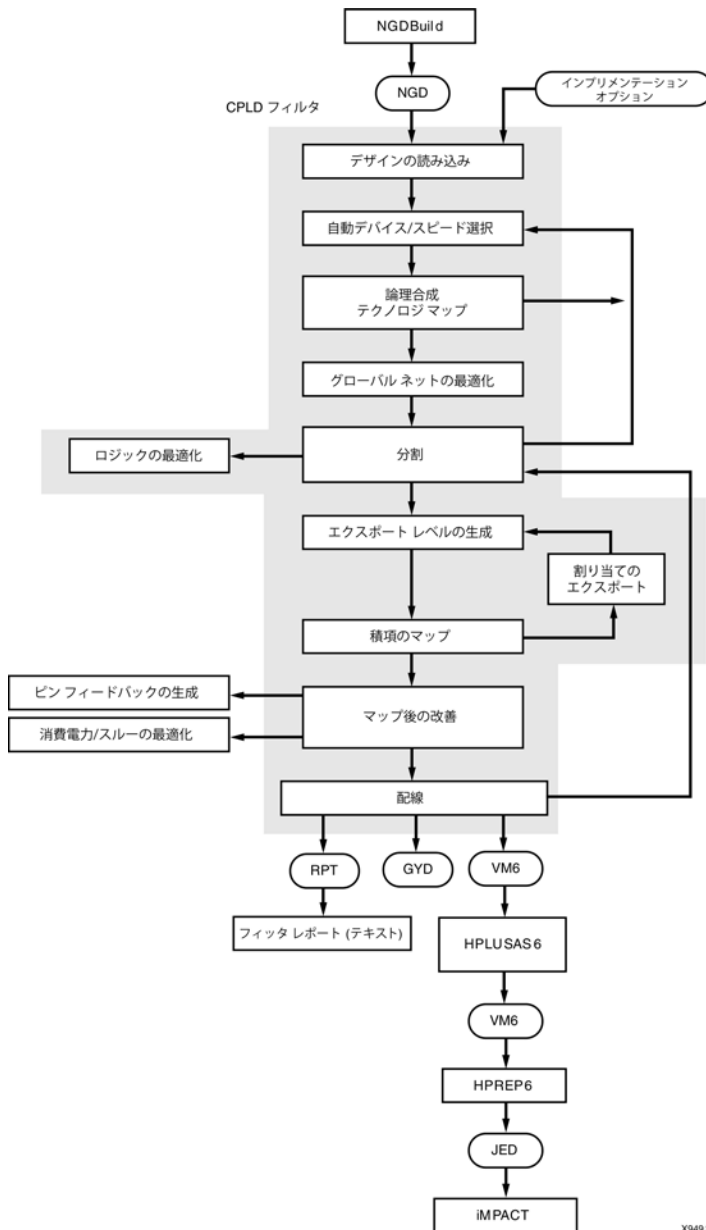 NGDBuild
NGD
インプリメンテーション
オプション
CPLD フィルタ
デザインの読み込み
自動デバイス/スピード選択
論理合成
テクノロジ マップ
グローバル ネットの最適化
ロジックの最適化
分割
エクスポート レベルの生成
割り当ての
エクスポート
積項のマップ
ピン フィードバックの生成
マップ後の改善
消費電力/スルーの最適化
配線
RPT
GYD
VM6
フィッタ レポート (テキスト)
HPLUSAS6
VM6
HPREP6
JED
iMPACT
X949